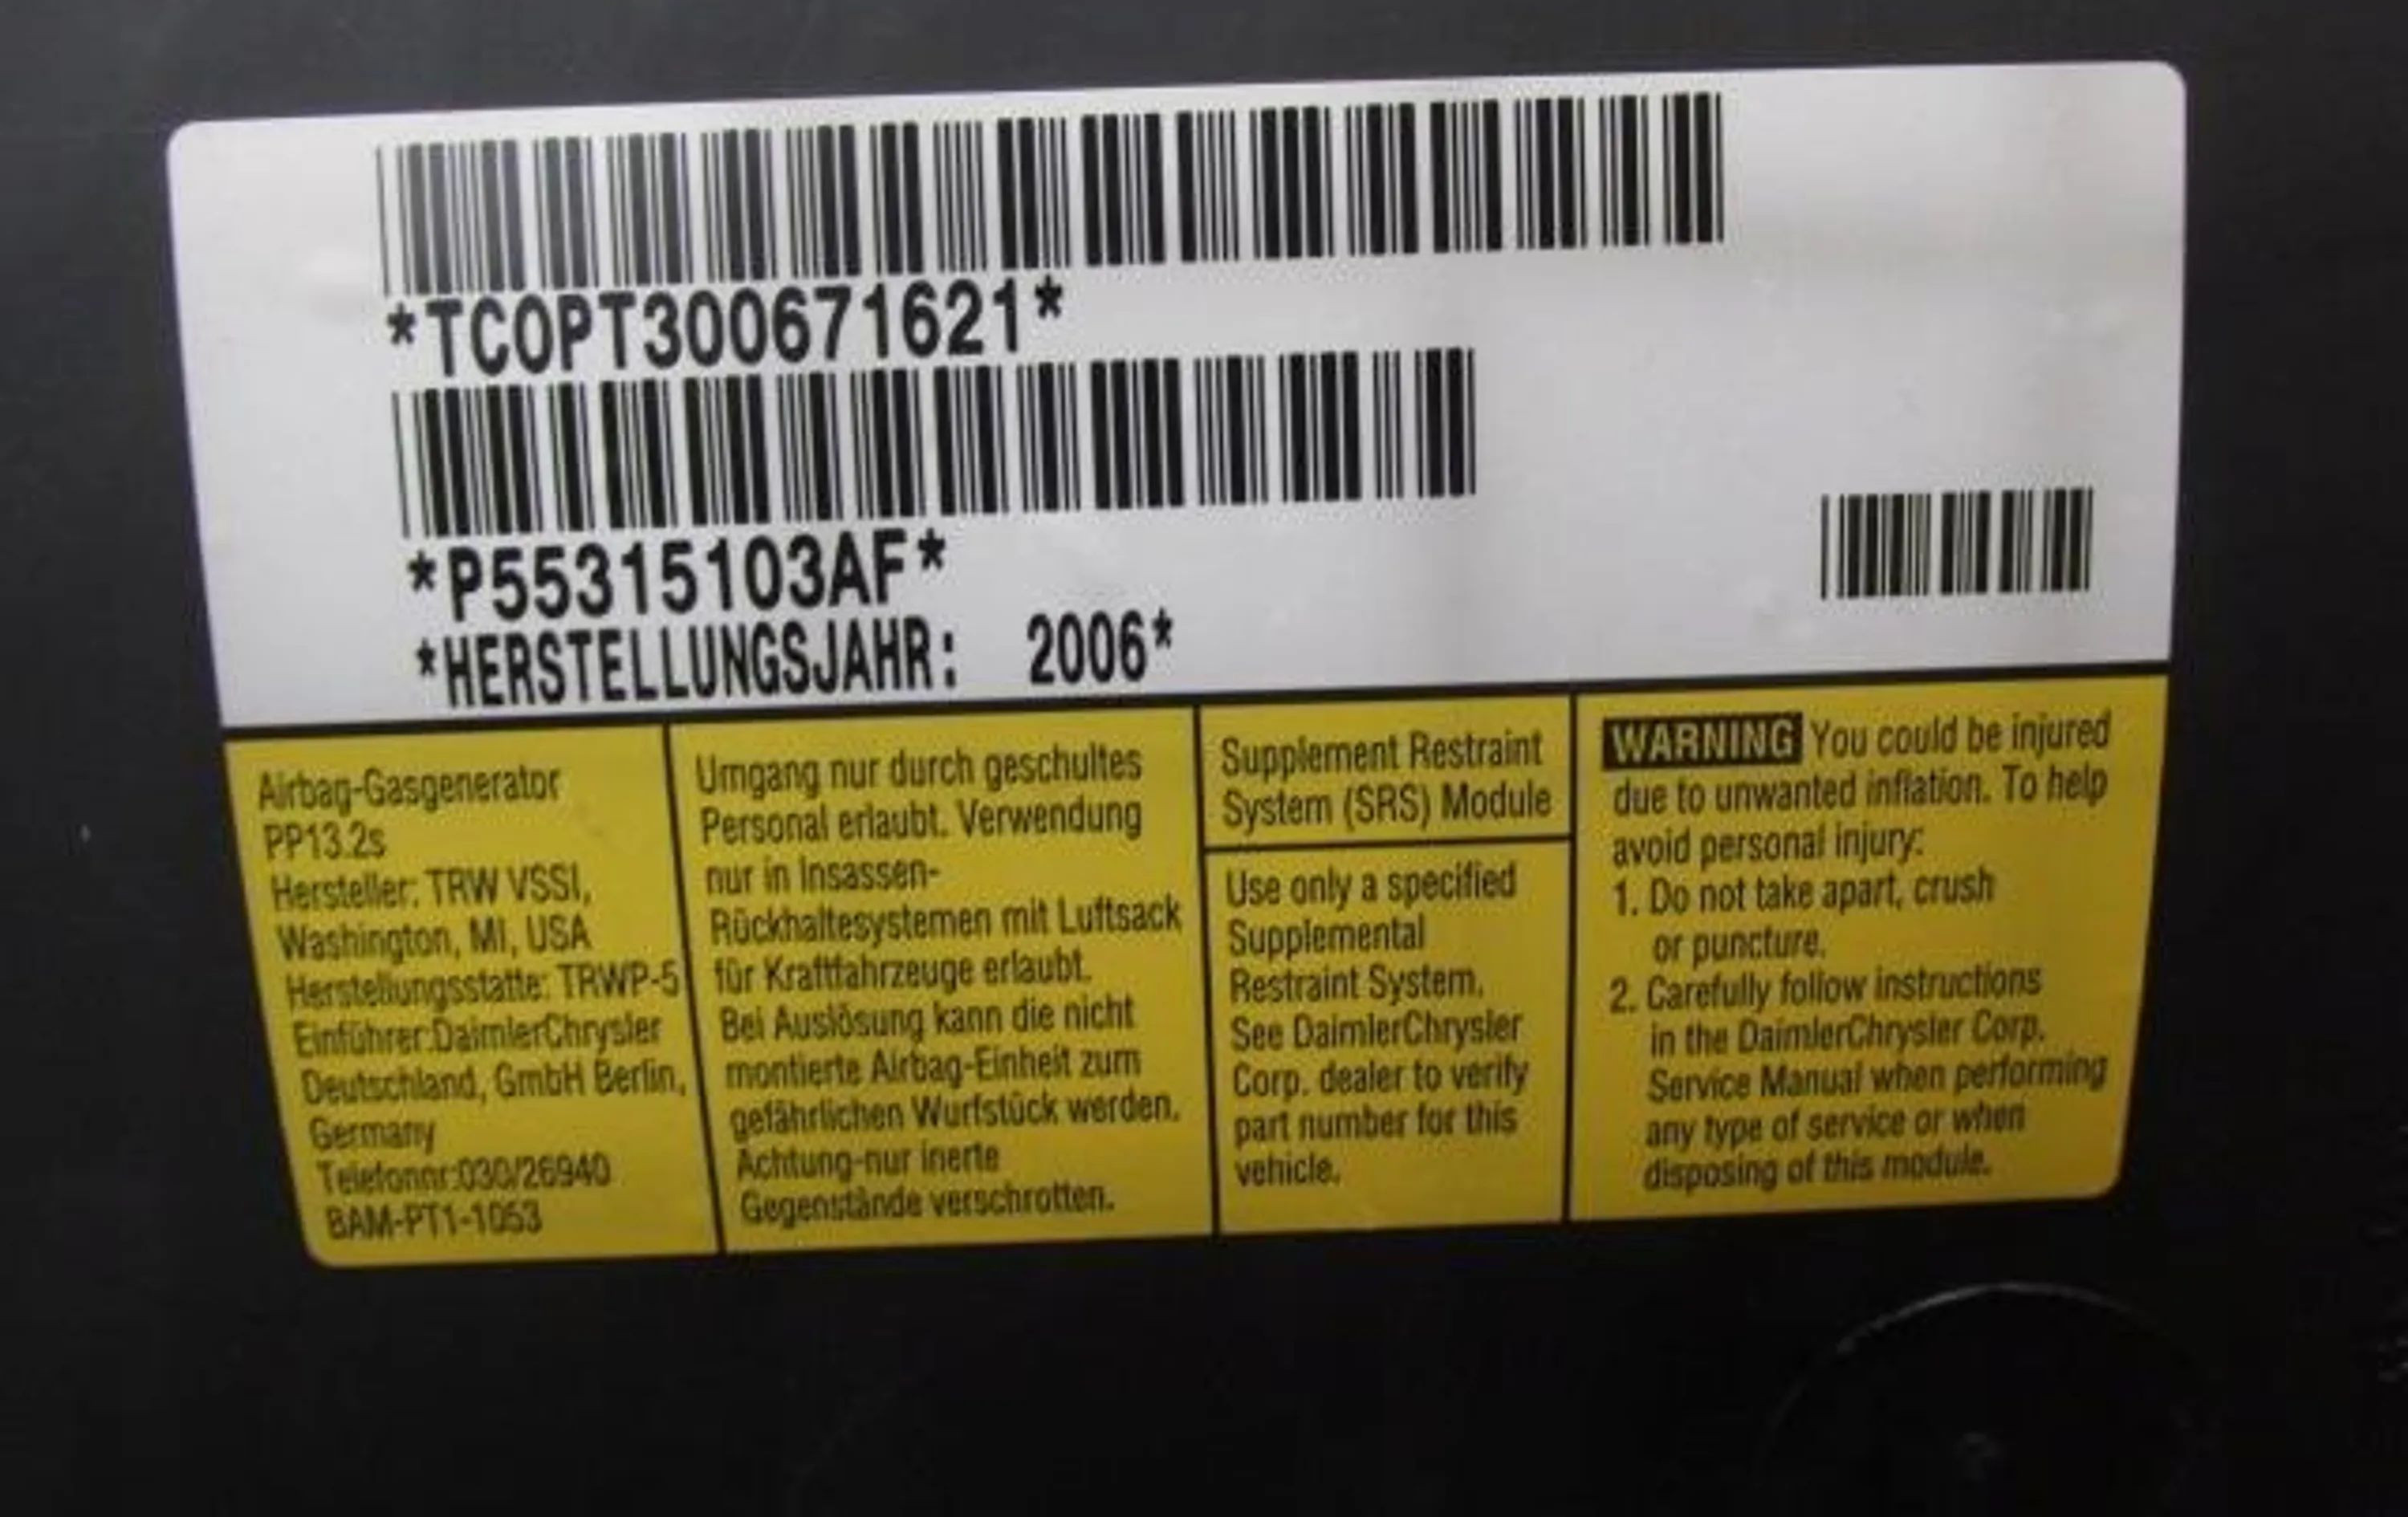 *TCOPT300671621*
*P55315103AF*
*HERSTELLUNGSJAHR: 2006*
Airbag-Gasgenerator
PP13.2s
Hersteller: TRW VSSI,
Washington, MI, USA
Herstellungsstatte: TRWP-5
Einführer:DaimlerChrysler
Deutschland, GmbH Berlin,
Germany
Telefonnr:030/26940
BAM-PT1-1053
Umgang nur durch geschultes
Personal erlaubt. Verwendung
nur in Insassen-
Rückhaltesystemen mit Luftsack
für Kraftfahrzeuge erlaubt.
Bei Auslösung kann die nicht
montierte Airbag-Einheit zum
gefährlichen Wurfstück werden.
Achtung-nur inerte
Gegenstände verschrotten.
Supplement Restraint
System (SRS) Module
Use only a specified
Supplemental
Restraint System.
See DaimlerChrysler
Corp. dealer to verify
part number for this
vehicle.
WARNING You could be injured
due to unwanted inflation. To help
avoid personal injury:
1. Do not take apart, crush
or puncture.
2. Carefully follow instructions
in the DaimlerChrysler Corp.
Service Manual when performing
any type of service or when
disposing of this module.